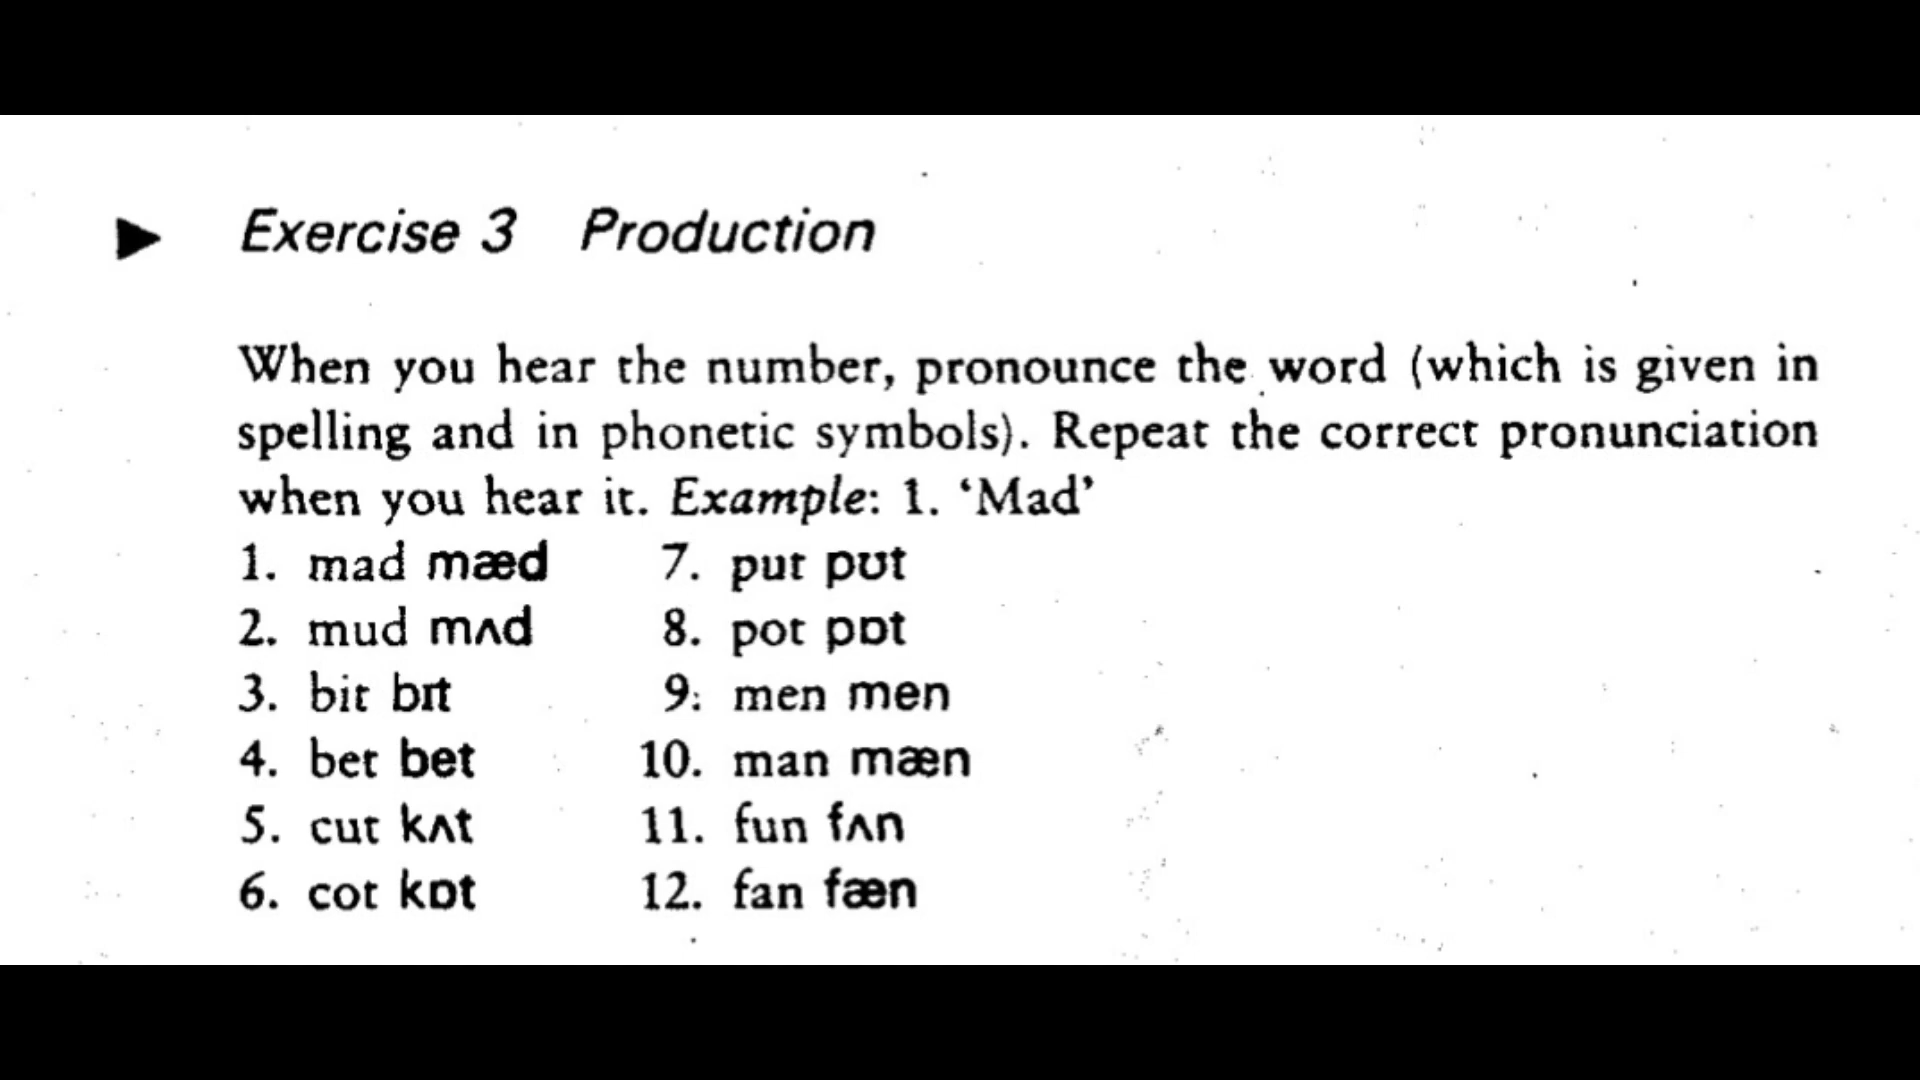 ► Exercise 3 Production
When you hear the number, pronounce the word (which is given in
spelling and in phonetic symbols). Repeat the correct pronunciation
when you hear it. Example: 1. ‘Mad’
1. mad mæd 7. put pʊt
2. mud mʌd 8. pot pɒt
3. bit bɪt 9. men men
4. bet bet 10. man mæn
5. cut kʌt 11. fun fʌn
6. cot kɒt 12. fan fæn